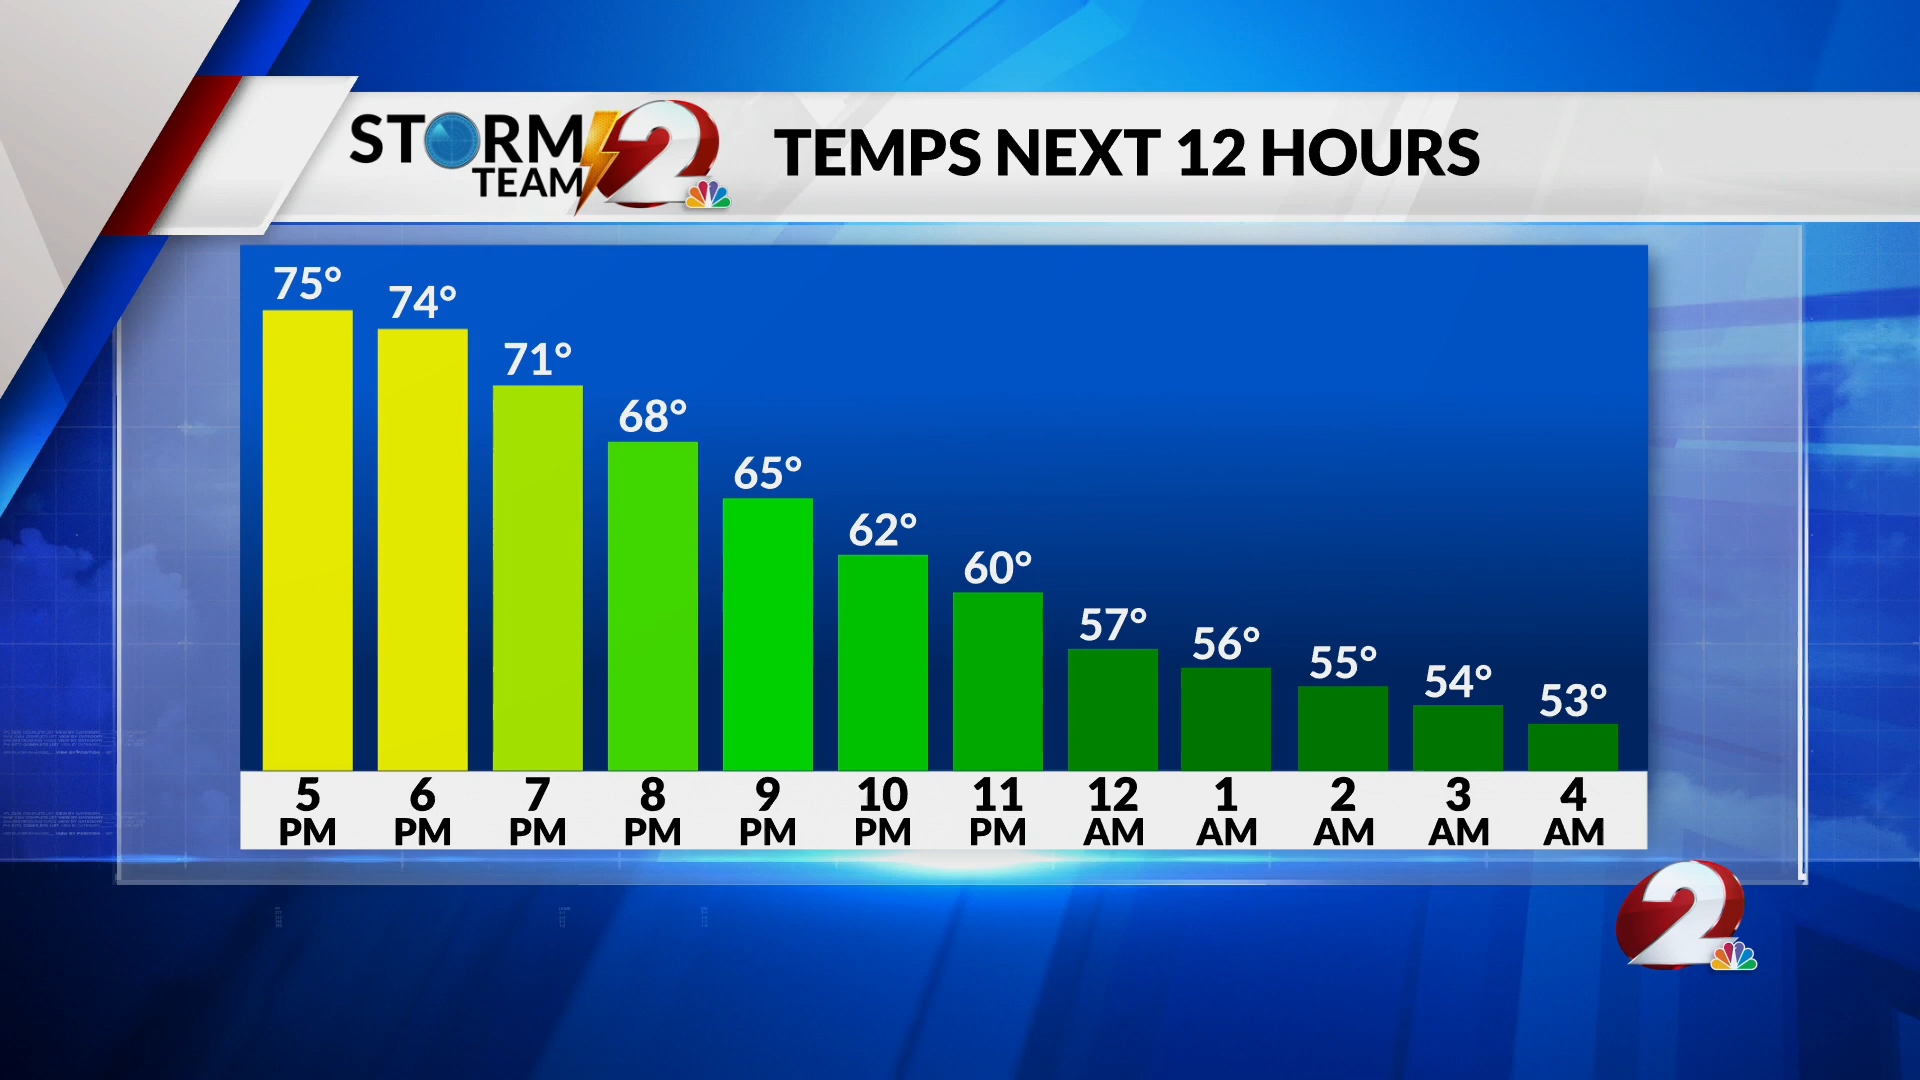 STORM
TEAM
2
TEMPS NEXT 12 HOURS
75° 74° 71° 68° 65° 62° 60° 57° 56° 55° 54° 53°
5 6 7 8 9 10 11 12 1 2 3 4
PM PM PM PM PM PM PM AM AM AM AM AM
2